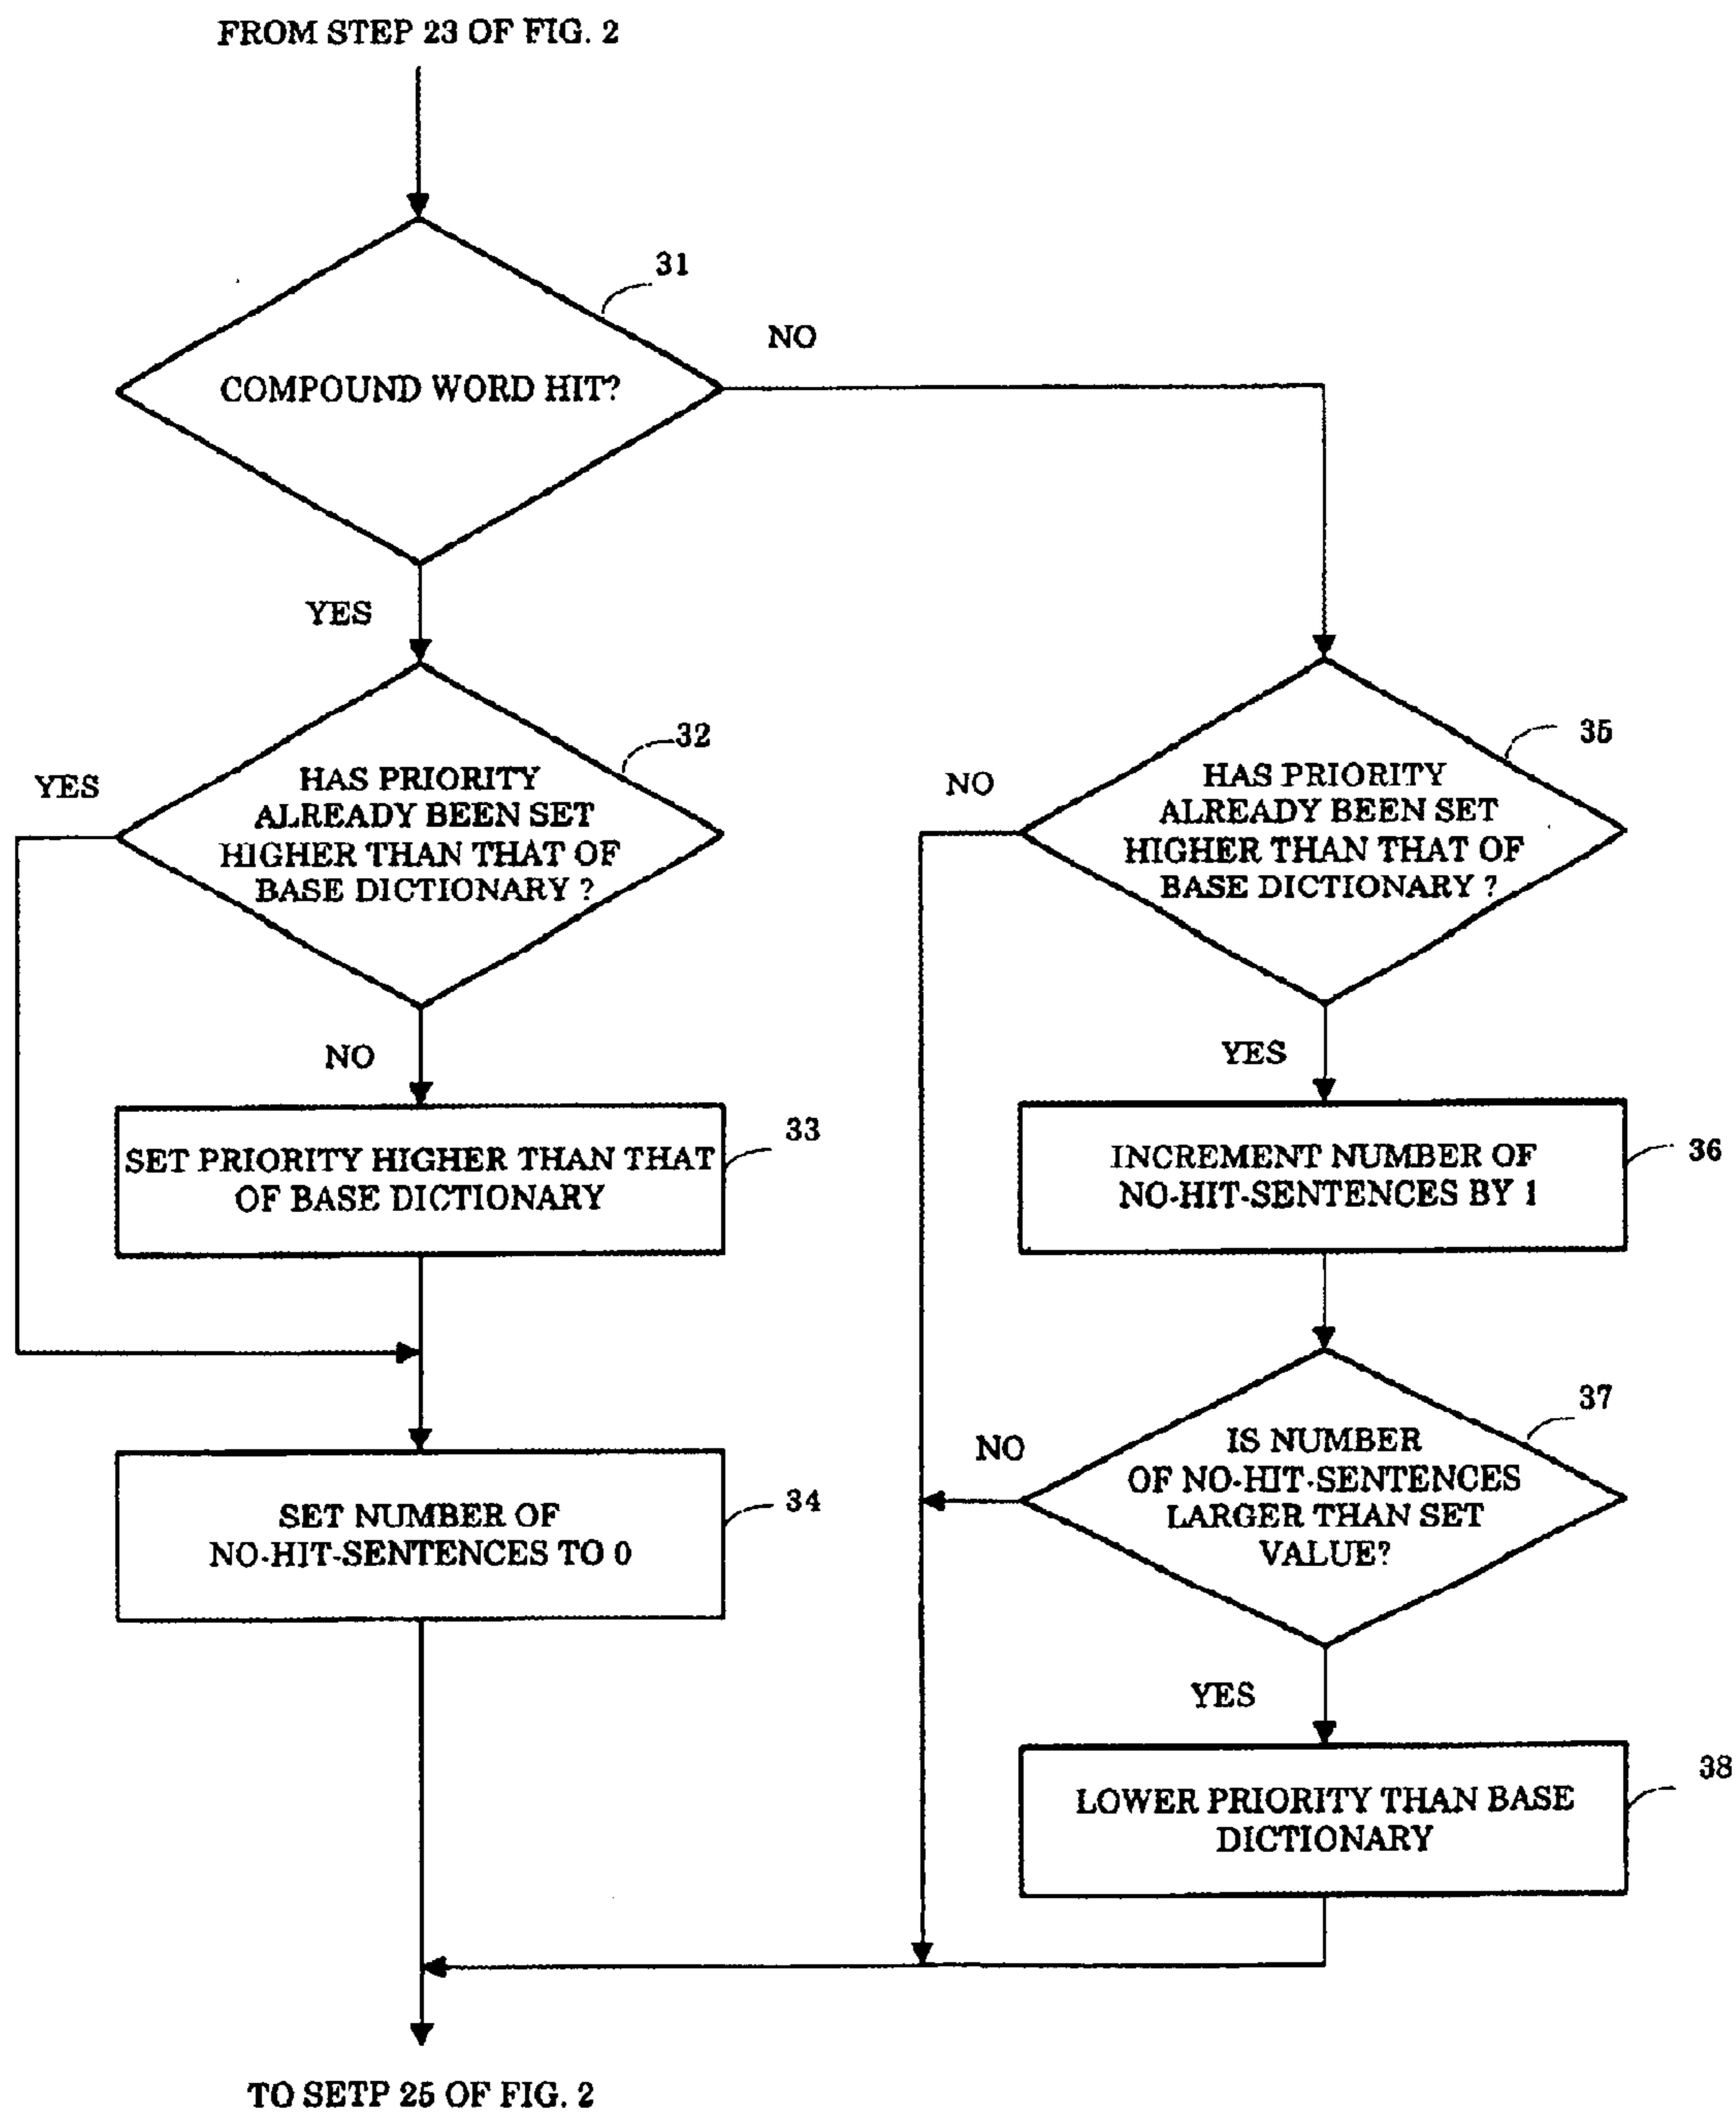 FROM STEP 23 OF FIG. 2
31
NO
COMPOUND WORD HIT?
YES
32
YES
HAS PRIORITY
ALREADY BEEN SET
HIGHER THAN THAT OF
BASE DICTIONARY ?
NO
33
SET PRIORITY HIGHER THAN THAT
OF BASE DICTIONARY
34
SET NUMBER OF
NO-HIT-SENTENCES TO 0
35
NO
HAS PRIORITY
ALREADY BEEN SET
HIGHER THAN THAT OF
BASE DICTIONARY ?
YES
36
INCREMENT NUMBER OF
NO-HIT-SENTENCES BY 1
37
NO
IS NUMBER
OF NO-HIT-SENTENCES
LARGER THAN SET
VALUE?
YES
38
LOWER PRIORITY THAN BASE
DICTIONARY
TO SETP 25 OF FIG. 2